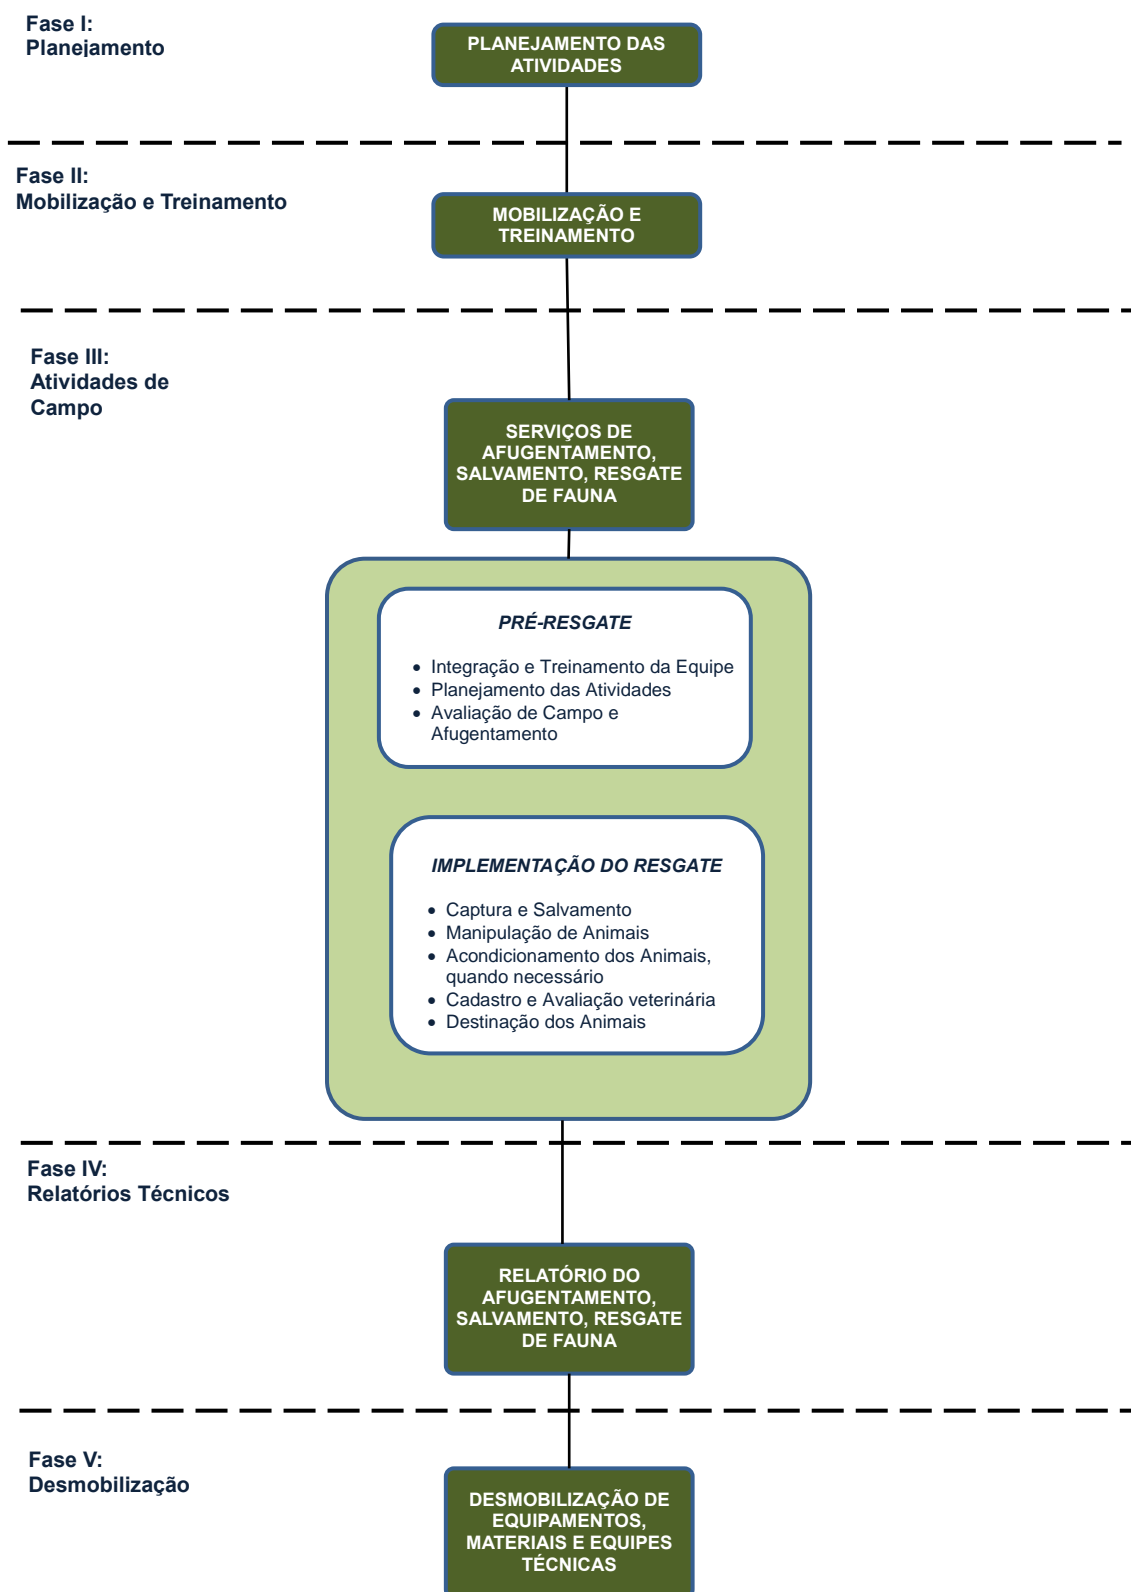 Fase I:
Planejamento
PLANEJAMENTO DAS
ATIVIDADES
Fase II:
Mobilização e Treinamento
MOBILIZAÇÃO E
TREINAMENTO
Fase III:
Atividades de
Campo
SERVIÇOS DE
AFUGENTAMENTO,
SALVAMENTO, RESGATE
DE FAUNA
PRÉ-RESGATE
• Integração e Treinamento da Equipe
• Planejamento das Atividades
• Avaliação de Campo e
Afugentamento
IMPLEMENTAÇÃO DO RESGATE
• Captura e Salvamento
• Manipulação de Animais
• Acondicionamento dos Animais,
quando necessário
• Cadastro e Avaliação veterinária
• Destinação dos Animais
Fase IV:
Relatórios Técnicos
RELATÓRIO DO
AFUGENTAMENTO,
SALVAMENTO, RESGATE
DE FAUNA
Fase V:
Desmobilização
DESMOBILIZAÇÃO DE
EQUIPAMENTOS,
MATERIAIS E EQUIPES
TÉCNICAS